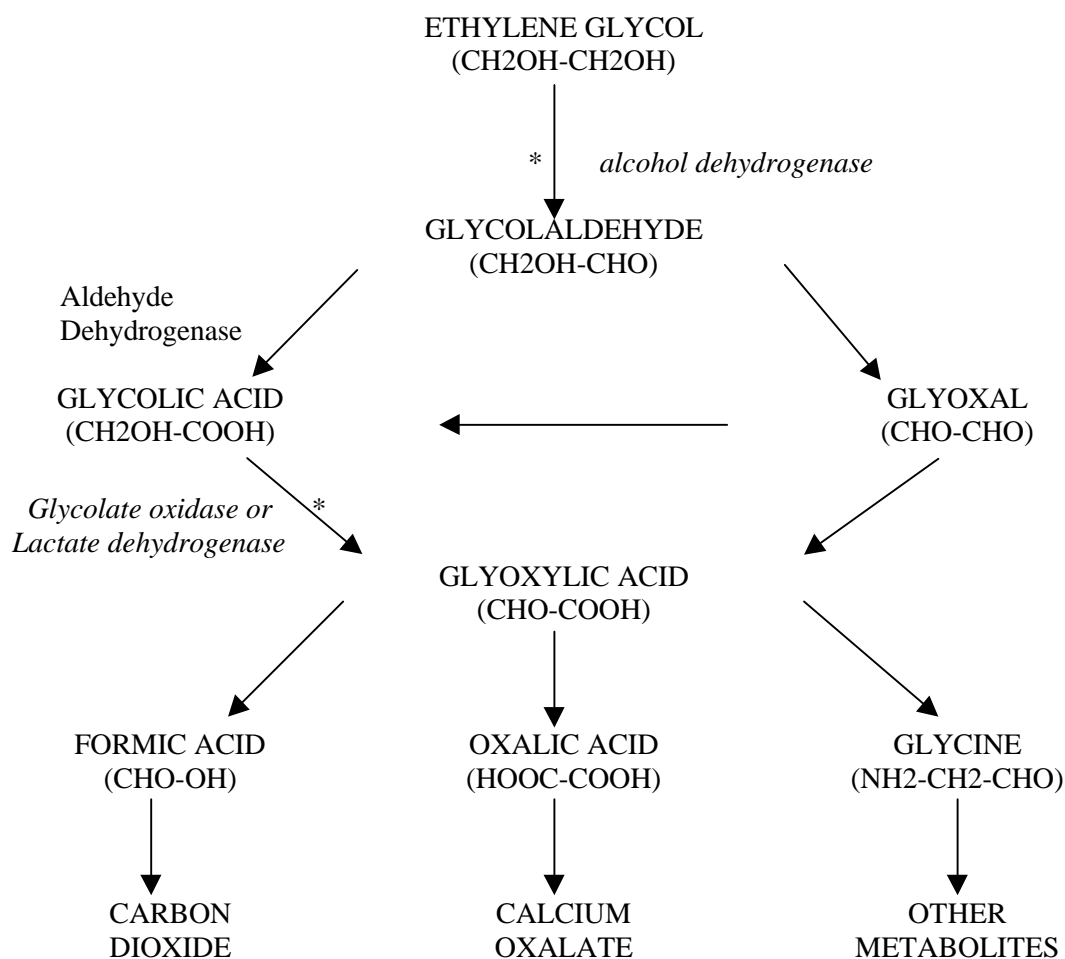 ETHYLENE GLYCOL
(CH2OH-CH2OH)
* alcohol dehydrogenase
GLYCOLALDEHYDE
(CH2OH-CHO)
Aldehyde
Dehydrogenase
GLYCOLIC ACID
(CH2OH-COOH)
GLYOXAL
(CHO-CHO)
Glycolate oxidase or *
Lactate dehydrogenase
GLYOXYLIC ACID
(CHO-COOH)
FORMIC ACID
(CHO-OH)
OXALIC ACID
(HOOC-COOH)
GLYCINE
(NH2-CH2-CHO)
CARBON
DIOXIDE
CALCIUM
OXALATE
OTHER
METABOLITES